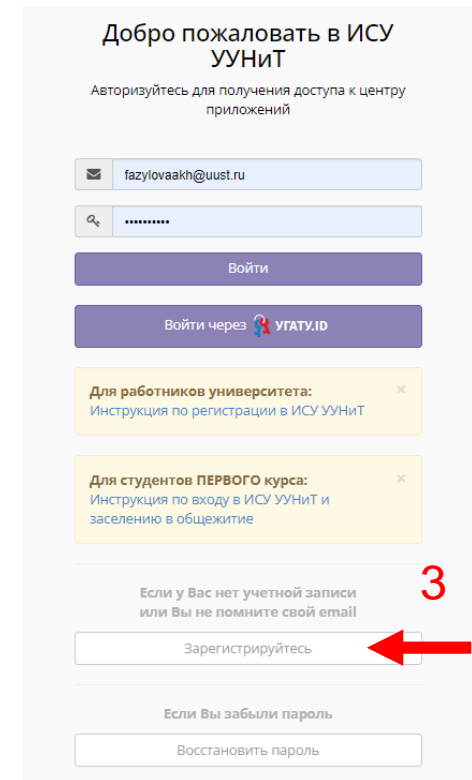 Добро пожаловать в ИСУ
УУНиТ
Авторизуйтесь для получения доступа к центру
приложений
fazylovaakh@uust.ru
••••••••••
Войти
Войти через УГАТУ.ID
Для работников университета: ×
Инструкция по регистрации в ИСУ УУНиТ
Для студентов ПЕРВОГО курса: ×
Инструкция по входу в ИСУ УУНиТ и
заселению в общежитие
Если у Вас нет учетной записи
или Вы не помните свой email
3
Зарегистрируйтесь
Если Вы забыли пароль
Восстановить пароль